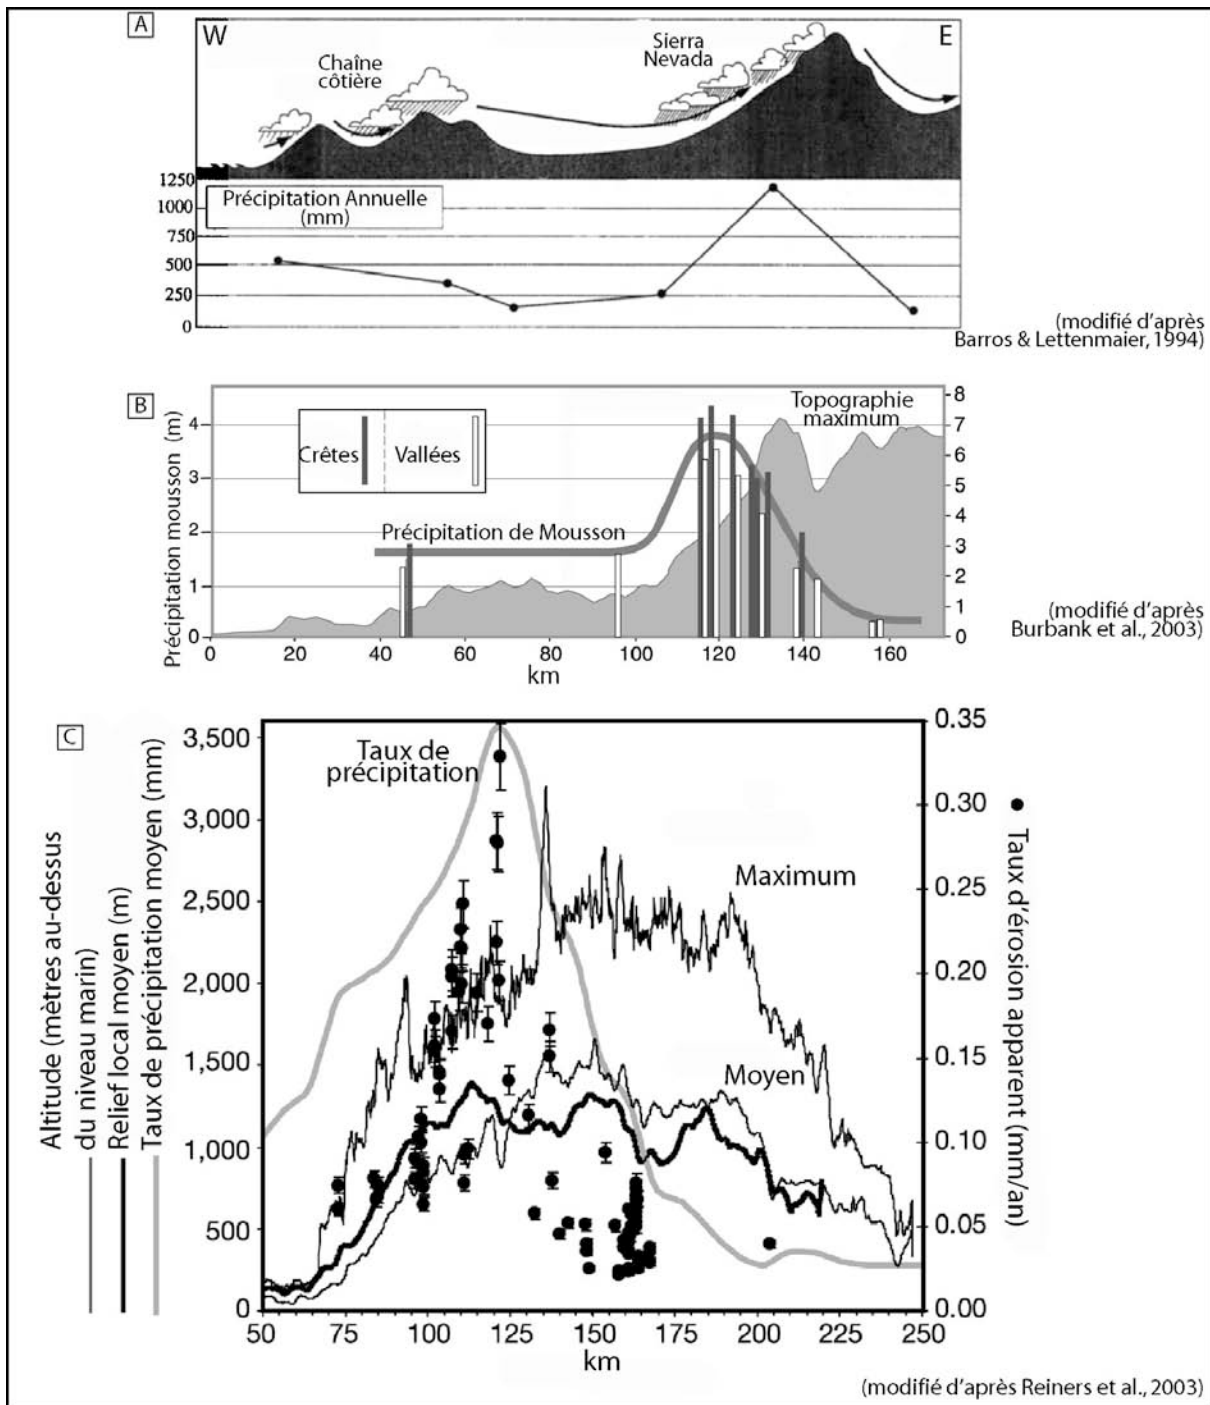 A
W
E
Chaîne
côtière
Sierra
Nevada
1250
1000
750
500
250
0
Précipitation Annuelle
(mm)
(modifié d'après
Barros & Lettenmaier, 1994)
B
Précipitation mousson (m)
4
3
2
1
0
Crêtes
Vallées
Précipitation de Mousson
Topographie
maximum
8
7
6
5
4
3
2
1
0
0 20 40 60 80 100 120 140 160
km
(modifié d'après
Burbank et al., 2003)
C
Altitude (mètres au-dessus
du niveau marin)
Relief local moyen (m)
Taux de précipitation moyen (mm)
3,500
3,000
2,500
2,000
1,500
1,000
500
0
Taux de
précipitation
Maximum
Moyen
0.35
0.30
0.25
0.20
0.15
0.10
0.05
0.00
Taux d'érosion apparent (mm/an)
50 75 100 125 150 175 200 225 250
km
(modifié d'après Reiners et al., 2003)